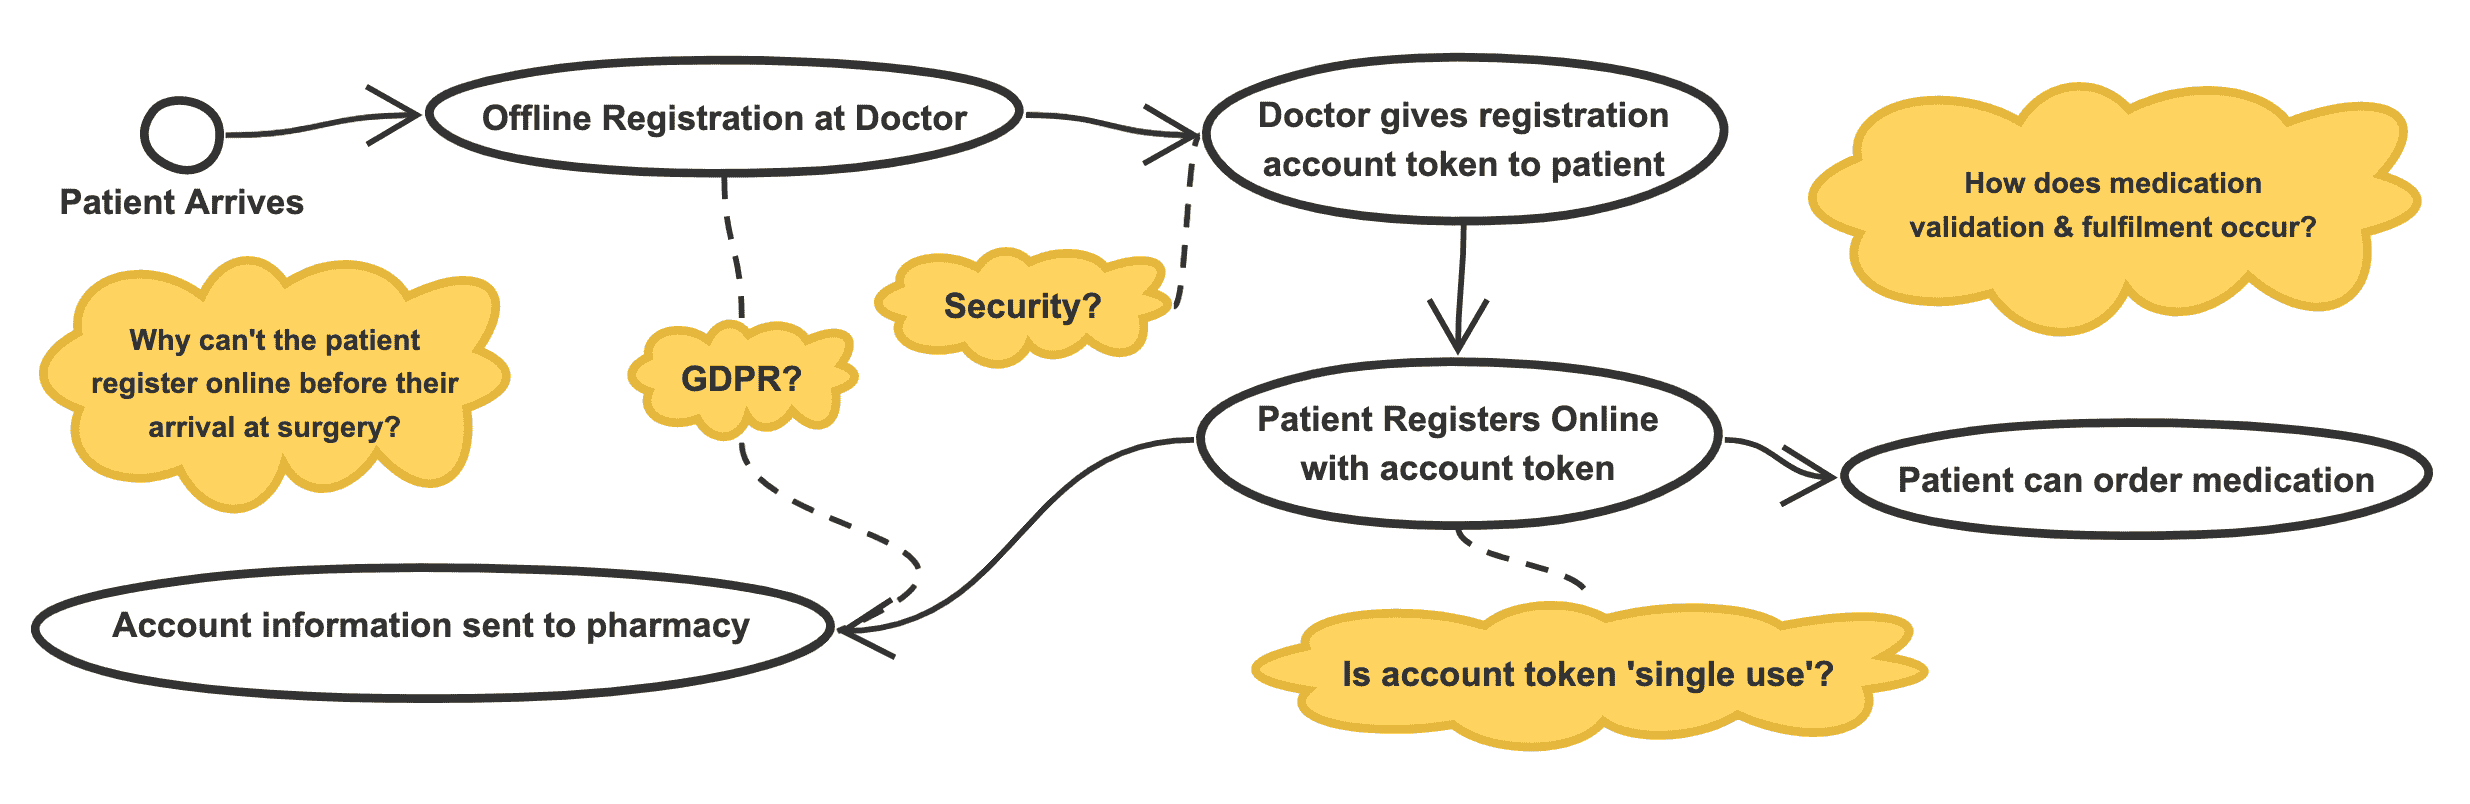 Patient Arrives
Offline Registration at Doctor
Doctor gives registration
account token to patient
How does medication
validation & fulfilment occur?
Why can't the patient
register online before their
arrival at surgery?
GDPR?
Security?
Patient Registers Online
with account token
Patient can order medication
Account information sent to pharmacy
Is account token 'single use'?